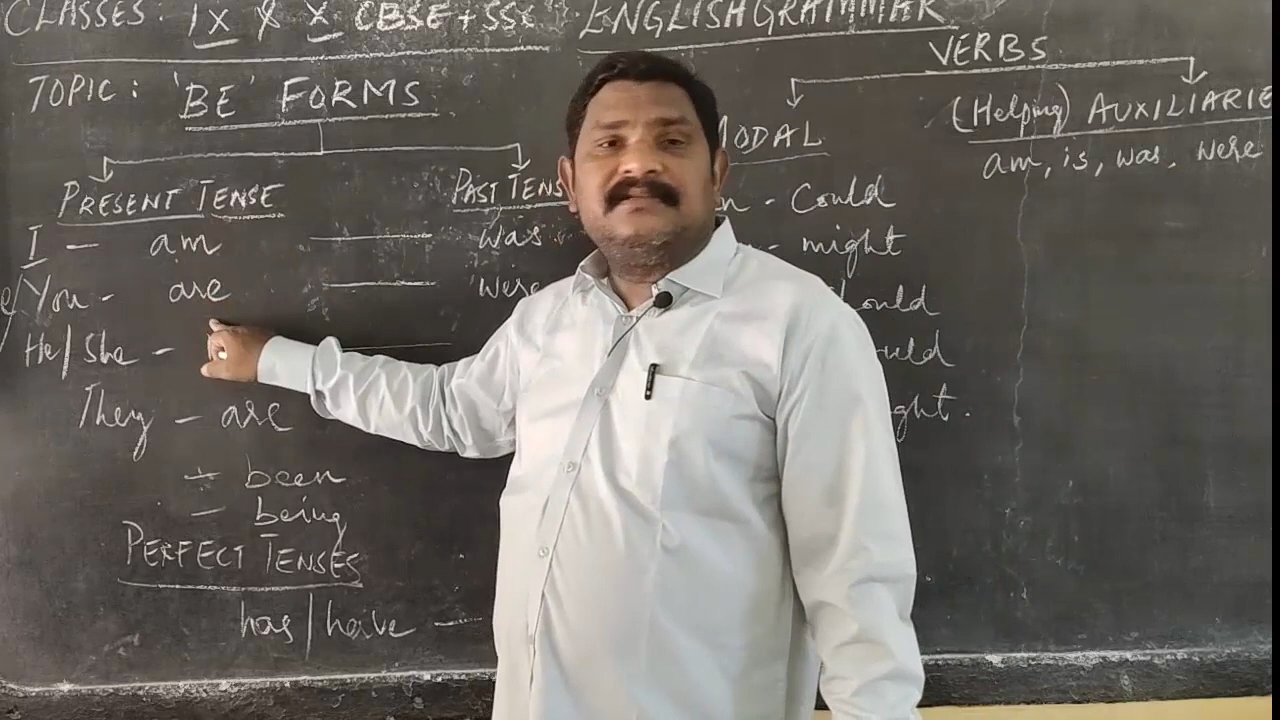 CLASSES: IX & X CBSE + SSC ENGLISH GRAMMAR
TOPIC: 'BE' FORMS
PRESENT TENSE
I - am
You - are
He/She -
They - are
- been
- being
PERFECT TENSES
has/have -
PAST TENS
was
were
VERBS
MODAL
- Could
- might
(Helping) AUXILIARIE
am, is, was, were